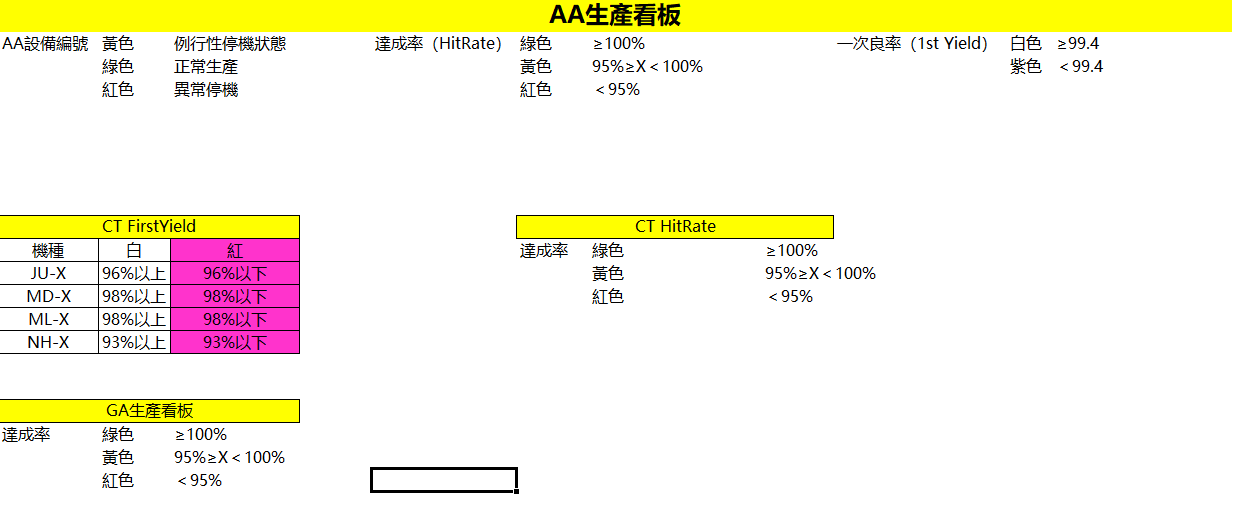 AA生產看板
AA設備編號 黃色 例行性停機狀態 達成率（HitRate） 綠色 ≥100% 一次良率（1st Yield） 白色 ≥99.4
綠色 正常生產 黃色 95%≥X＜100% 紫色 ＜99.4
紅色 異常停機 紅色 ＜95%
CT FirstYield CT HitRate
機種 白 紅 達成率 綠色 ≥100%
JU-X 96%以上 96%以下 黃色 95%≥X＜100%
MD-X 98%以上 98%以下 紅色 ＜95%
ML-X 98%以上 98%以下
NH-X 93%以上 93%以下
GA生產看板
達成率 綠色 ≥100%
黃色 95%≥X＜100%
紅色 ＜95%